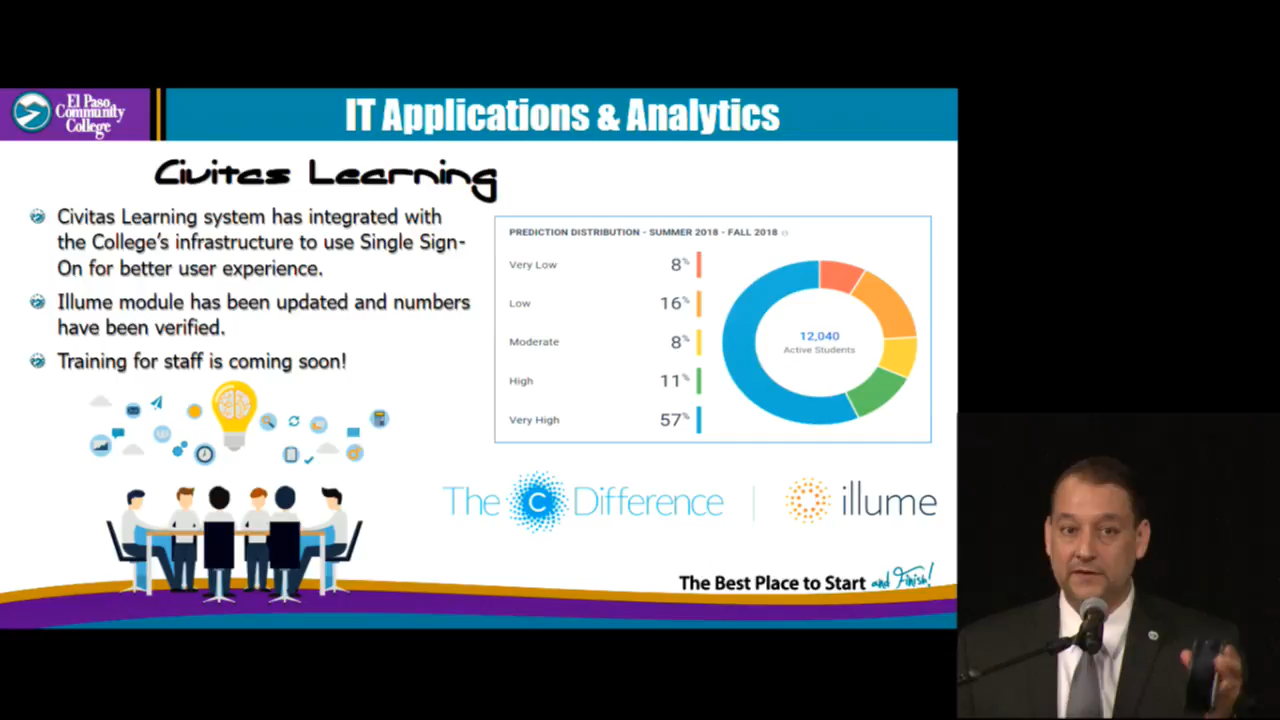 El Paso
Community
College
IT Applications & Analytics
Civitas Learning
Civitas Learning system has integrated with
the College's infrastructure to use Single Sign-
On for better user experience.
Illume module has been updated and numbers
have been verified.
Training for staff is coming soon!
PREDICTION DISTRIBUTION - SUMMER 2018 - FALL 2018
Very Low 8%
Low 16%
Moderate 8%
High 11%
Very High 57%
12,040
Active Students
The C Difference
illume
The Best Place to Start and Finish!